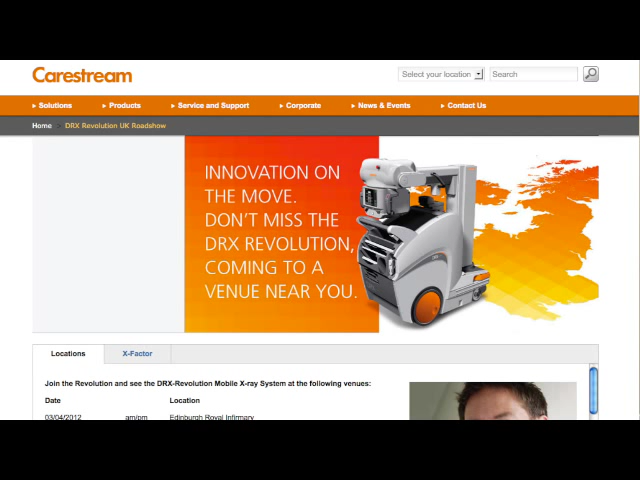 Carestream
Select your location
Search
Solutions
Products
Service and Support
Corporate
News & Events
Contact Us
Home > DRX Revolution UK Roadshow
INNOVATION ON
THE MOVE.
DON'T MISS THE
DRX REVOLUTION,
COMING TO A
VENUE NEAR YOU.
Locations
X-Factor
Join the Revolution and see the DRX-Revolution Mobile X-ray System at the following venues:
Date Location
03/04/2012 am/pm Edinburgh Royal Infirmary